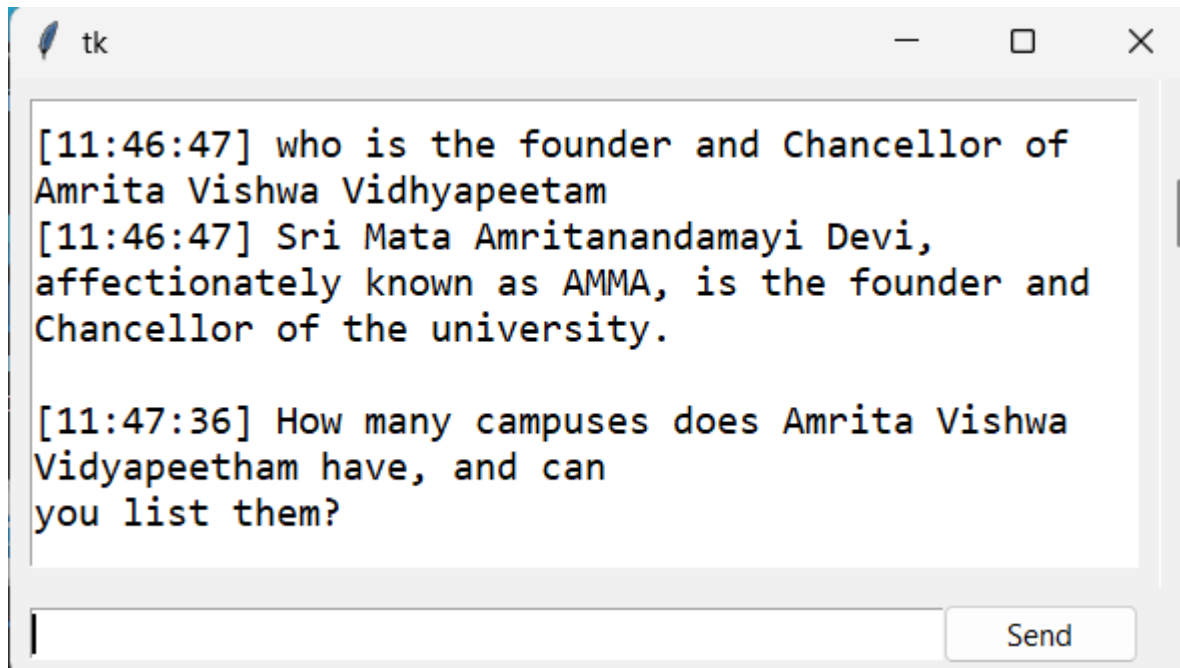 tk
[11:46:47] who is the founder and Chancellor of
Amrita Vishwa Vidhyapeetam
[11:46:47] Sri Mata Amritanandamayi Devi,
affectionately known as AMMA, is the founder and
Chancellor of the university.
[11:47:36] How many campuses does Amrita Vishwa
Vidyapeetham have, and can
you list them?
Send